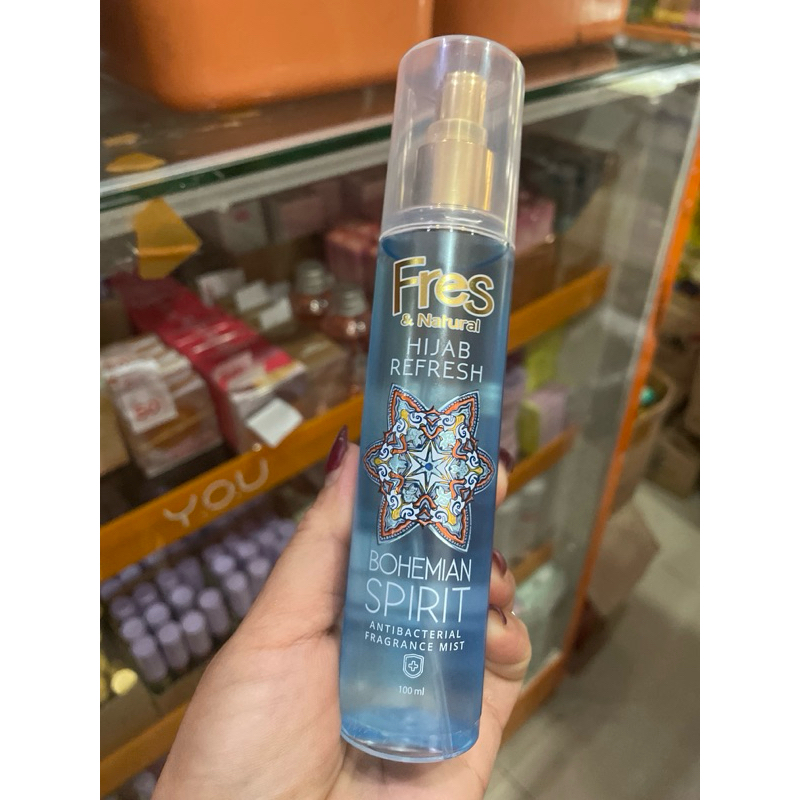 Fres
& Natural
HIJAB
REFRESH
BOHEMIAN
SPIRIT
ANTIBACTERIAL
FRAGRANCE MIST
100 ml
YOU